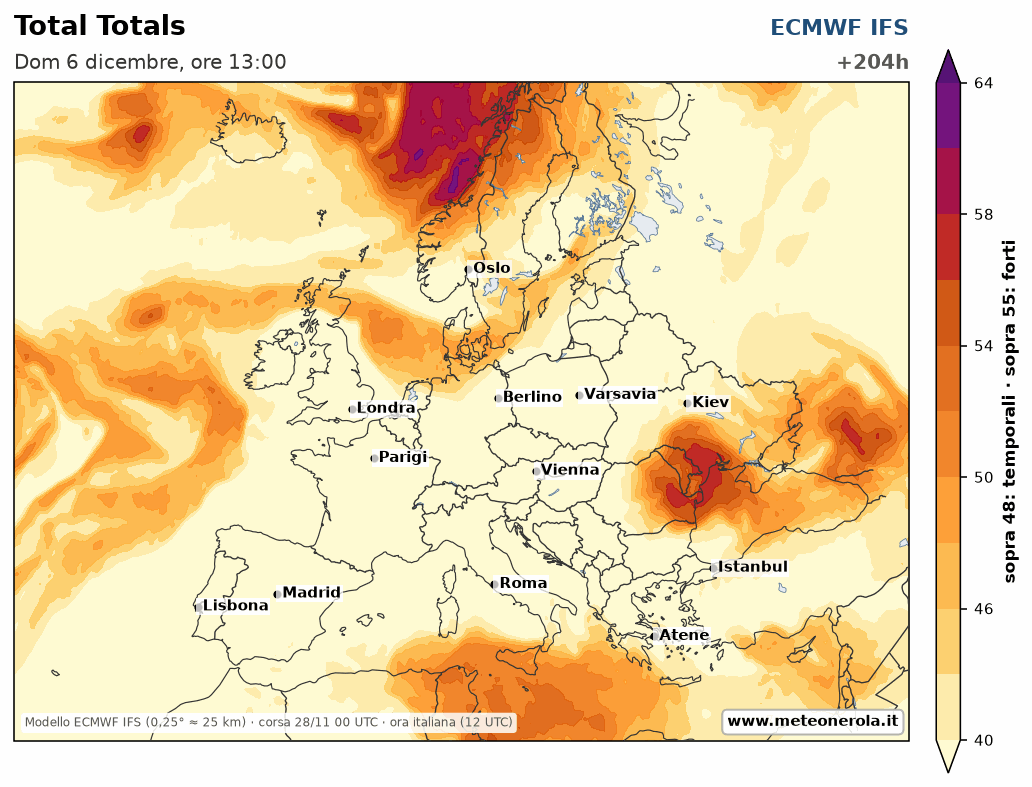 Total Totals
ECMWF IFS
Dom 6 dicembre, ore 13:00
+204h
64
58
54
50
46
40
sopra 48: temporali · sopra 55: forti
Oslo
Berlino
Varsavia
Kiev
Londra
Parigi
Vienna
Istanbul
Roma
Madrid
Lisbona
Atene
Modello ECMWF IFS (0,25° ≈ 25 km) · corsa 28/11 00 UTC · ora italiana (12 UTC)
www.meteonerola.it